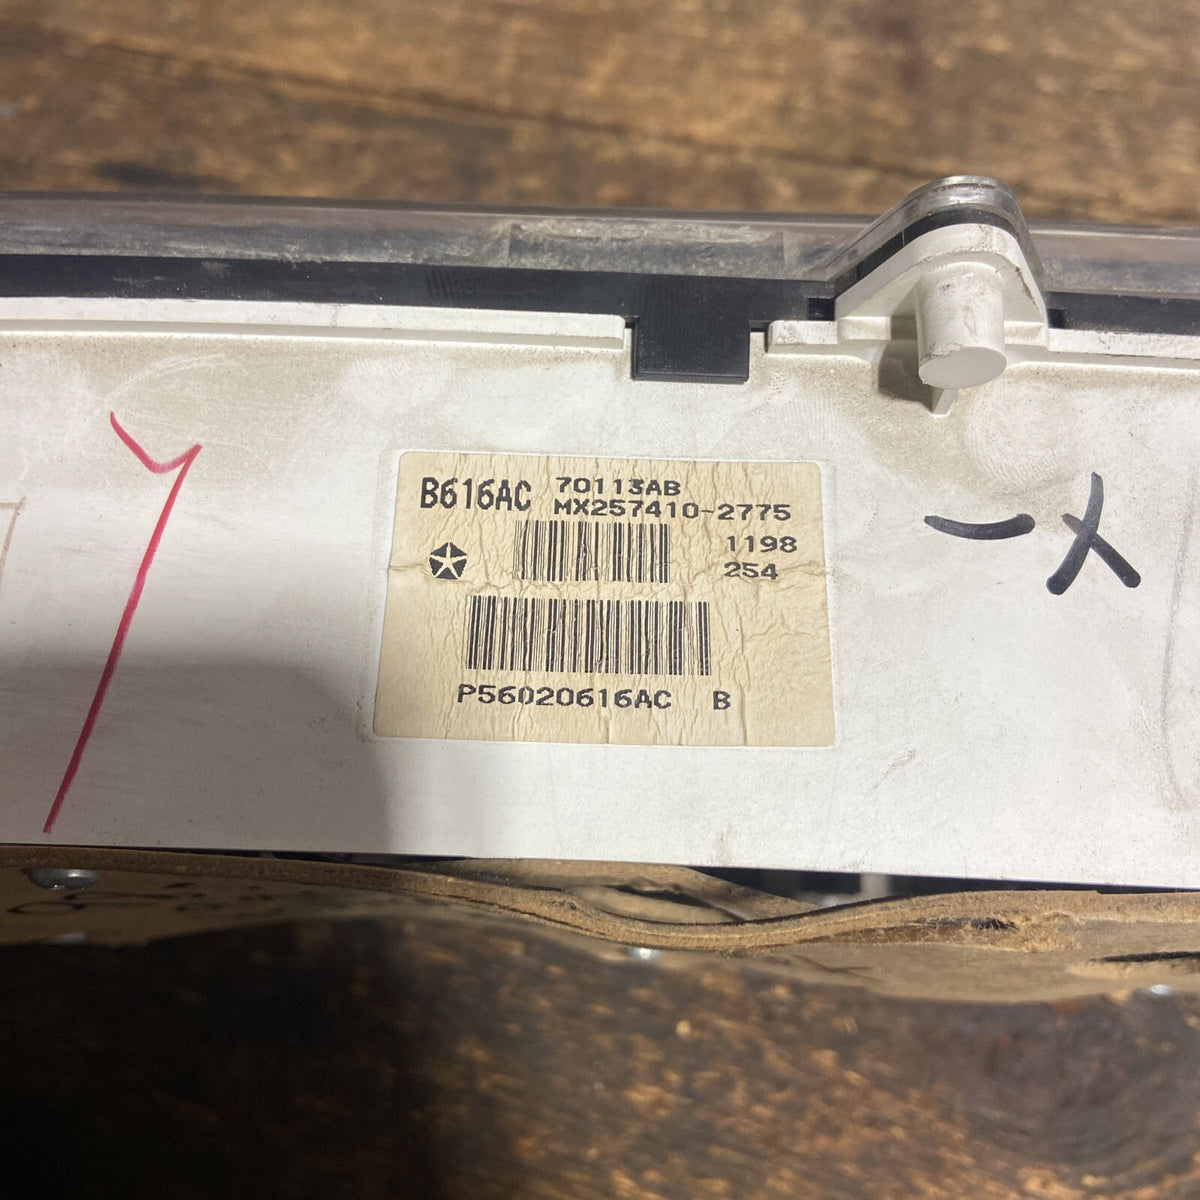 B616AC 70113AB
MX257410-2775
1198
254
P56020616AC B
-X